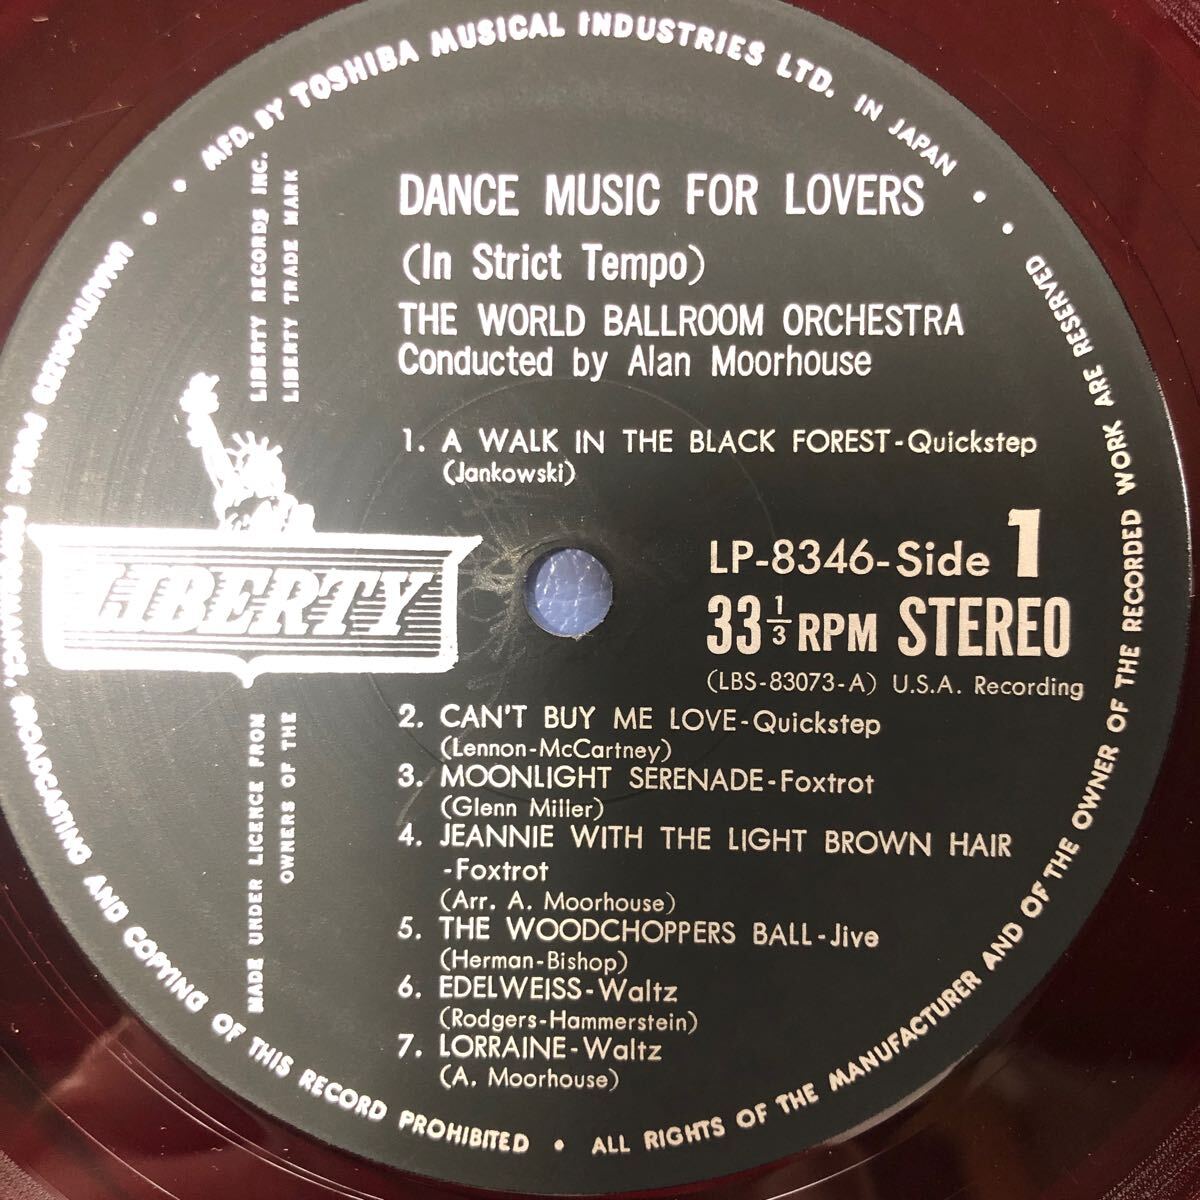 MFD. BY TOSHIBA MUSICAL INDUSTRIES LTD. IN JAPAN
LIBERTY RECORDS INC.
LIBERTY TRADE MARK
DANCE MUSIC FOR LOVERS
(In Strict Tempo)
THE WORLD BALLROOM ORCHESTRA
Conducted by Alan Moorhouse
1. A WALK IN THE BLACK FOREST-Quickstep
(Jankowski)
LIBERTY
LP-8346-Side 1
33 1/3 RPM STEREO
(LBS-83073-A) U.S.A. Recording
2. CAN'T BUY ME LOVE-Quickstep
(Lennon-McCartney)
3. MOONLIGHT SERENADE-Foxtrot
(Glenn Miller)
4. JEANNIE WITH THE LIGHT BROWN HAIR
-Foxtrot
(Arr. A. Moorhouse)
5. THE WOODCHOPPERS BALL-Jive
(Herman-Bishop)
6. EDELWEISS-Waltz
(Rodgers-Hammerstein)
7. LORRAINE-Waltz
(A. Moorhouse)
MADE UNDER LICENCE FROM
OWNERS OF THE
UNAUTHORIZED PUBLIC PERFORMANCE, BROADCASTING AND COPYING OF THIS RECORD PROHIBITED • ALL RIGHTS OF THE MANUFACTURER AND OF THE OWNER OF THE RECORDED WORK ARE RESERVED